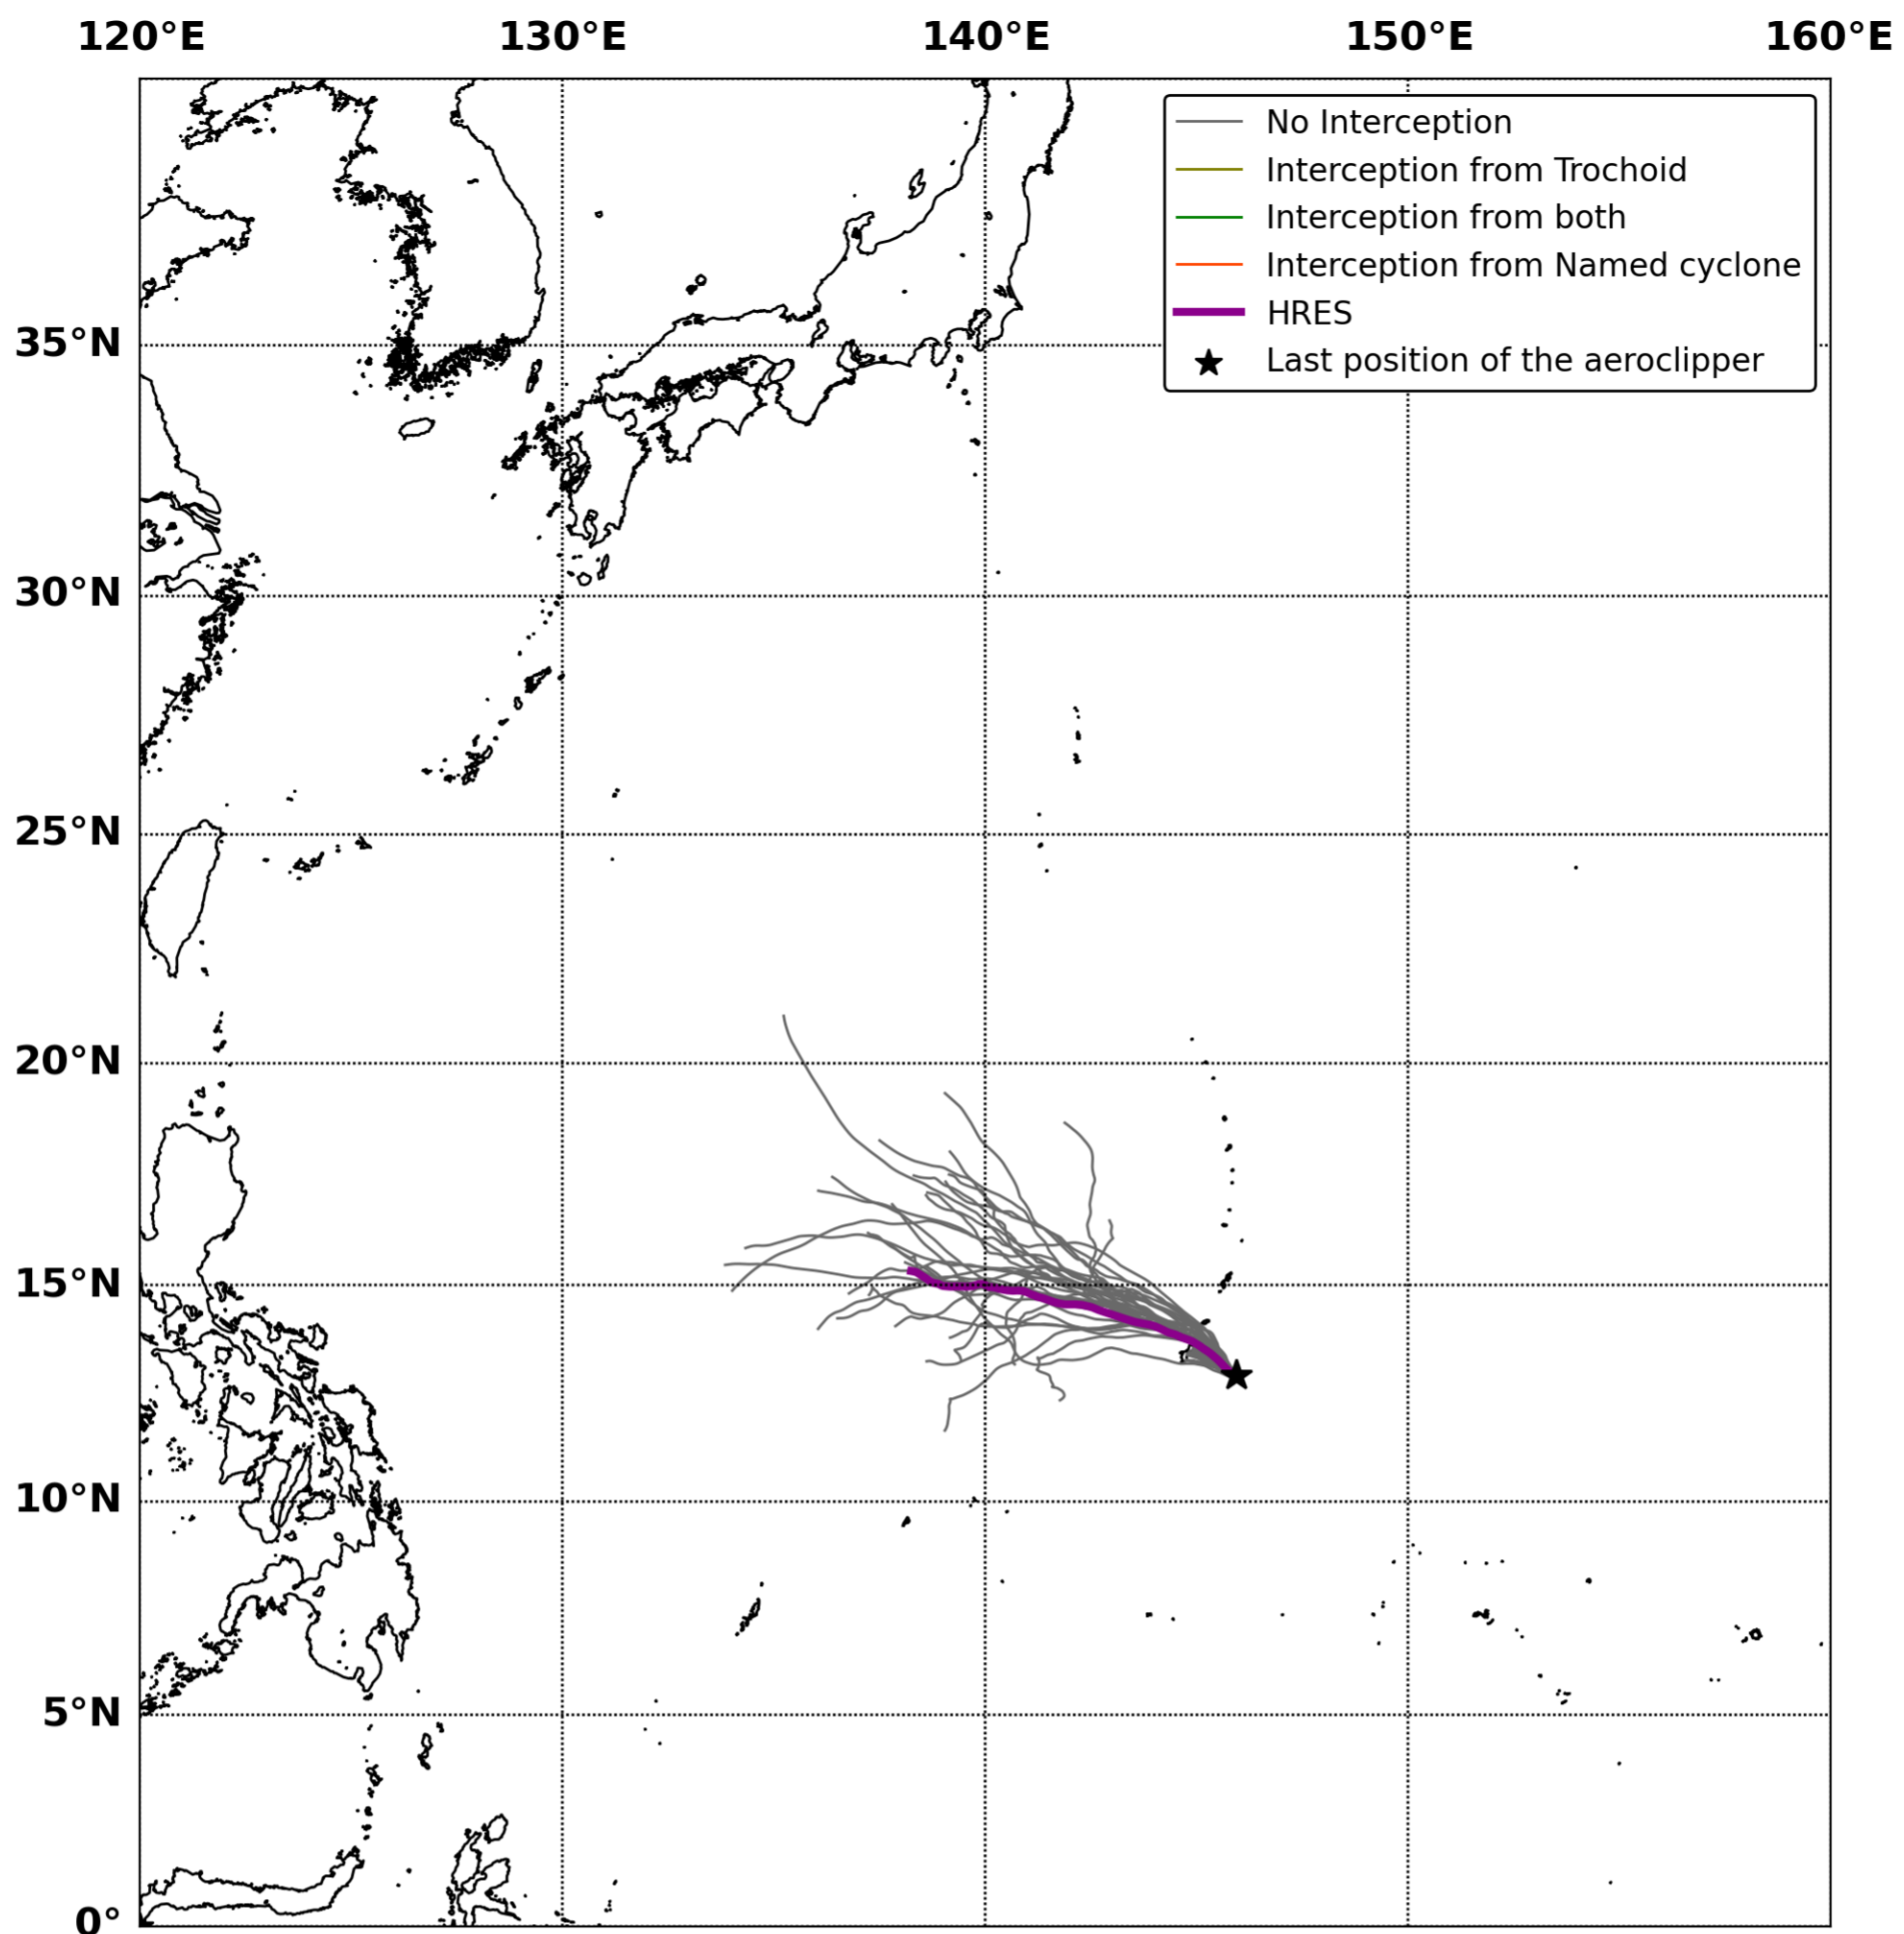 120°E 130°E 140°E 150°E 160°E
No Interception
Interception from Trochoid
Interception from both
Interception from Named cyclone
HRES
Last position of the aeroclipper
35°N
30°N
25°N
20°N
15°N
10°N
5°N
0°